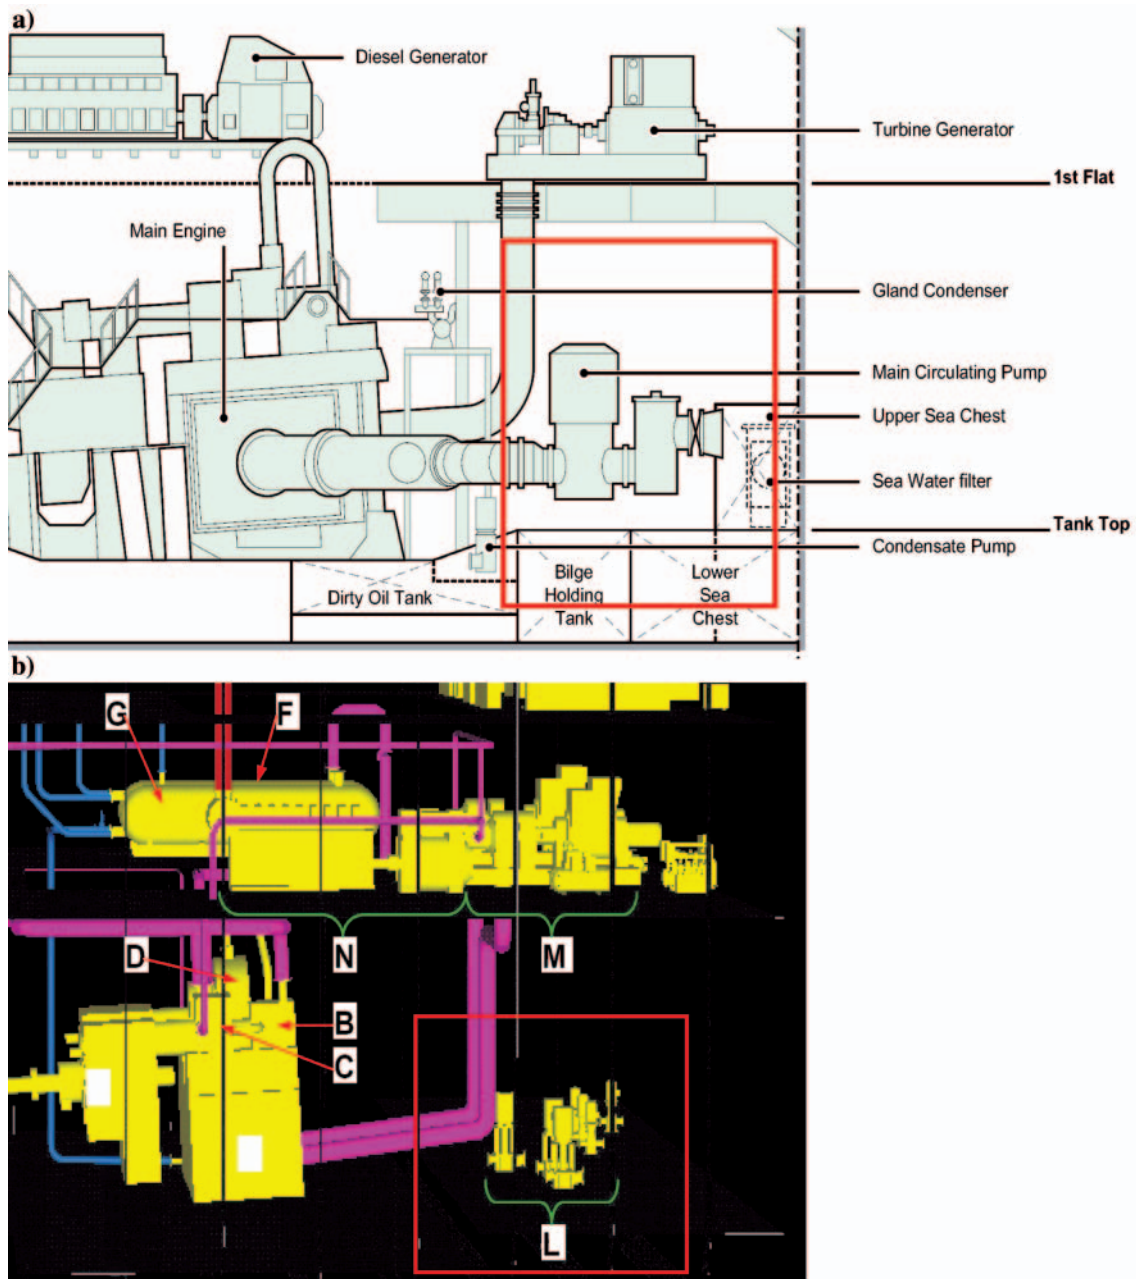 a)
Diesel Generator
Turbine Generator
1st Flat
Main Engine
Gland Condenser
Main Circulating Pump
Upper Sea Chest
Sea Water filter
Tank Top
Condensate Pump
Dirty Oil Tank
Bilge
Holding
Tank
Lower
Sea
Chest
b)
G
F
N
M
D
B
C
L